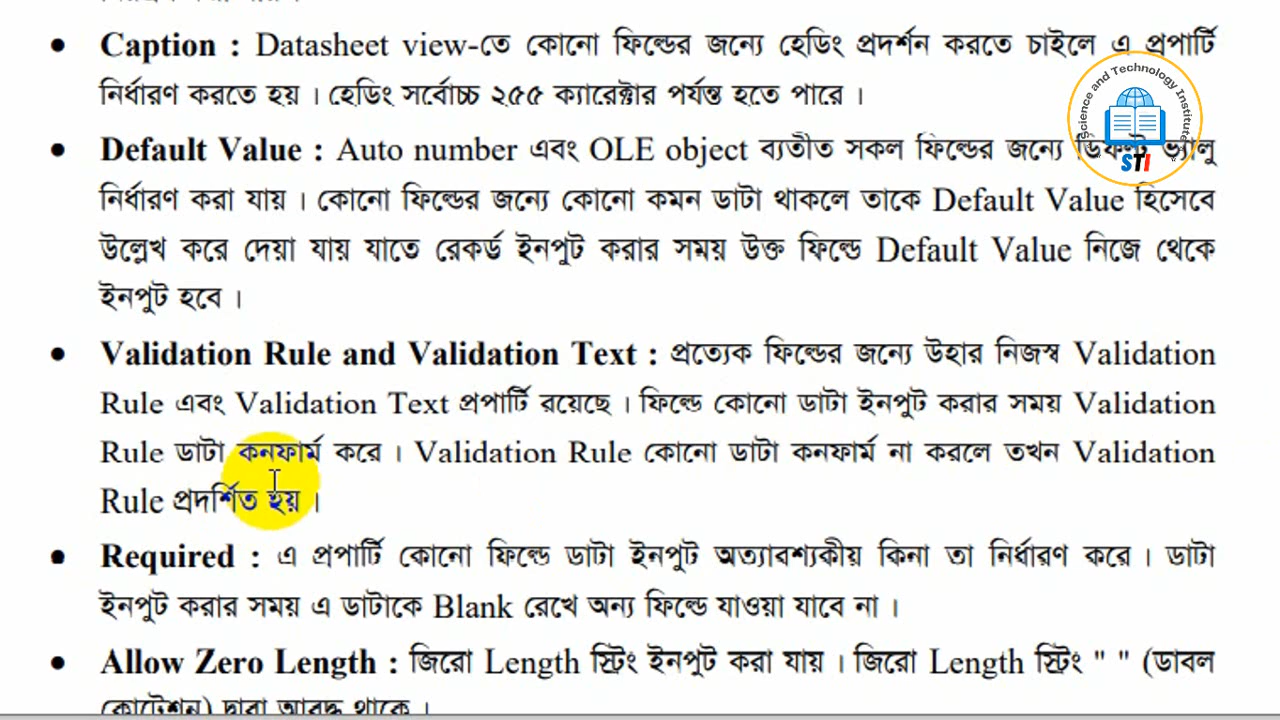 Caption : Datasheet view-তে কোনো ফিল্ডের জন্যে হেডিং প্রদর্শন করতে চাইলে এ প্রপার্টি
নির্ধারণ করতে হয় । হেডিং সর্বোচ্চ ২৫৫ ক্যারেক্টার পর্যন্ত হতে পারে ।
Science and Technology Institute
STI
Default Value : Auto number এবং OLE object ব্যতীত সকল ফিল্ডের জন্যে ডিফল্ট ভ্যালু
নির্ধারণ করা যায় । কোনো ফিল্ডের জন্যে কোনো কমন ডাটা থাকলে তাকে Default Value হিসেবে
উল্লেখ করে দেয়া যায় যাতে রেকর্ড ইনপুট করার সময় উক্ত ফিল্ডে Default Value নিজে থেকে
ইনপুট হবে ।
Validation Rule and Validation Text : প্রত্যেক ফিল্ডের জন্যে উহার নিজস্ব Validation
Rule এবং Validation Text প্রপার্টি রয়েছে । ফিল্ডে কোনো ডাটা ইনপুট করার সময় Validation
Rule ডাটা কনফার্ম করে । Validation Rule কোনো ডাটা কনফার্ম না করলে তখন Validation
Rule প্রদর্শিত হয় ।
Required : এ প্রপার্টি কোনো ফিল্ডে ডাটা ইনপুট অত্যাবশ্যকীয় কিনা তা নির্ধারণ করে । ডাটা
ইনপুট করার সময় এ ডাটাকে Blank রেখে অন্য ফিল্ডে যাওয়া যাবে না ।
Allow Zero Length : জিরো Length স্ট্রিং ইনপুট করা যায় । জিরো Length স্ট্রিং " " (ডাবল
কোটেশন) দ্বারা আবদ্ধ থাকে ।